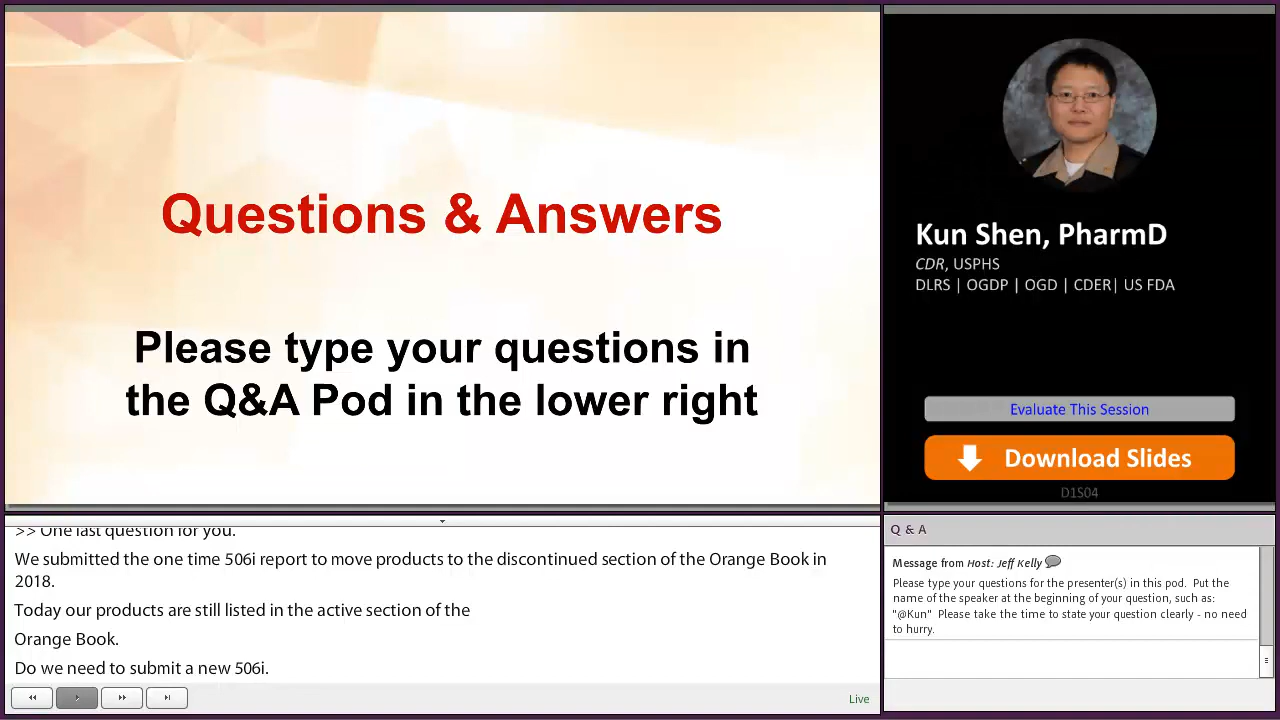 Questions & Answers
Please type your questions in
the Q&A Pod in the lower right
Kun Shen, PharmD
CDR, USPHS
DLRS | OGDP | OGD | CDER| US FDA
Evaluate This Session
Download Slides
D1S04
>> One last question for you.
We submitted the one time 506i report to move products to the discontinued section of the Orange Book in
2018.
Today our products are still listed in the active section of the
Orange Book.
Do we need to submit a new 506i.
Live
Q & A
Message from Host: Jeff Kelly
Please type your questions for the presenter(s) in this pod. Put the
name of the speaker at the beginning of your question, such as:
"@Kun" Please take the time to state your question clearly - no need
to hurry.